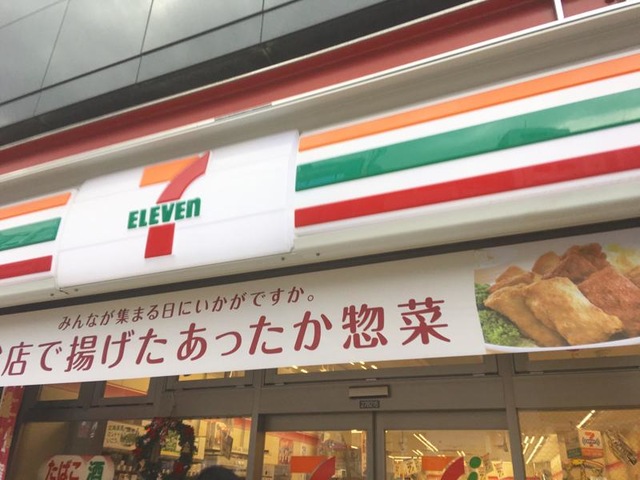 7
ELEVEn
みんなが集まる日にいかがですか。
店で揚げたあったか惣菜
たばこ
酒